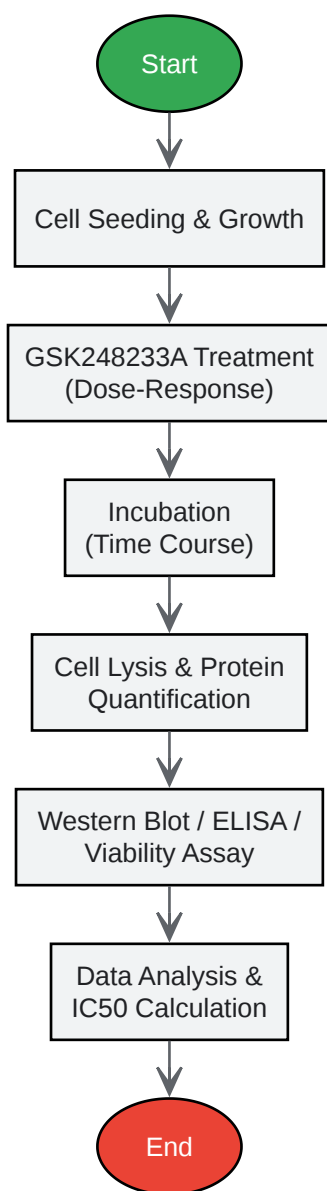 Start
Cell Seeding & Growth
GSK248233A Treatment
(Dose-Response)
Incubation
(Time Course)
Cell Lysis & Protein
Quantification
Western Blot / ELISA /
Viability Assay
Data Analysis &
IC50 Calculation
End